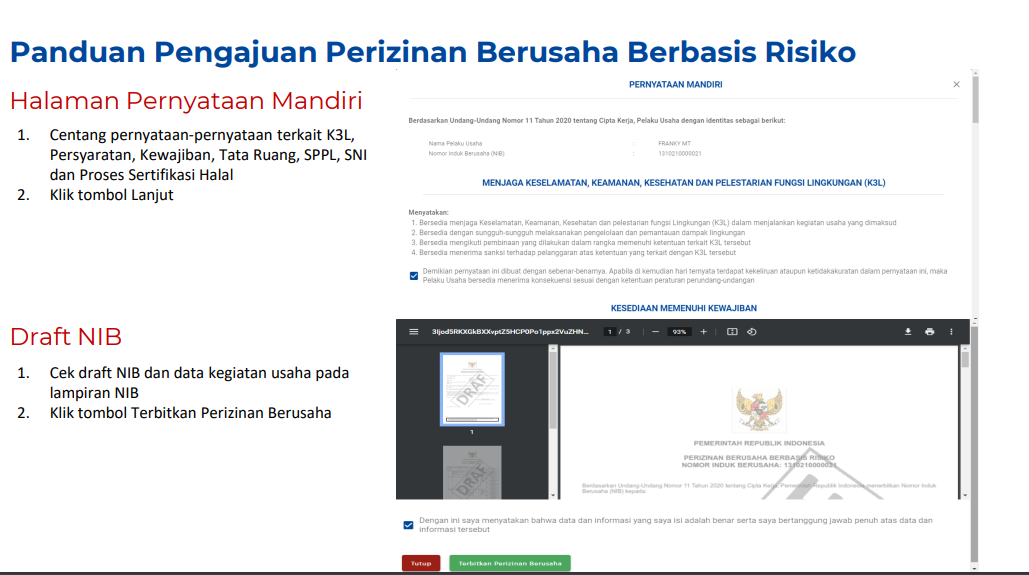 Panduan Pengajuan Perizinan Berusaha Berbasis Risiko
Halaman Pernyataan Mandiri
1. Centang pernyataan-pernyataan terkait K3L,
Persyaratan, Kewajiban, Tata Ruang, SPPL, SNI
dan Proses Sertifikasi Halal
2. Klik tombol Lanjut
PERNYATAAN MANDIRI
×
Berdasarkan Undang-Undang Nomor 11 Tahun 2020 tentang Cipta Kerja, Pelaku Usaha dengan identitas sebagai berikut:
Nama Pelaku Usaha : FRANKY MT
Nomor Induk Berusaha (NIB) : 1310210000021
MENJAGA KESELAMATAN, KEAMANAN, KESEHATAN DAN PELESTARIAN FUNGSI LINGKUNGAN (K3L)
Menyatakan:
1. Bersedia menjaga Keselamatan, Keamanan, Kesehatan dan pelestarian fungsi Lingkungan (K3L) dalam menjalankan kegiatan usaha yang dimaksud
2. Bersedia dengan sungguh-sungguh melaksanakan pengelolaan dan pemantauan dampak lingkungan
3. Bersedia mengikuti pembinaan yang dilakukan dalam rangka memenuhi ketentuan terkait K3L tersebut
4. Bersedia menerima sanksi terhadap pelanggaran atas ketentuan yang terkait dengan K3L tersebut
Demikian pernyataan ini dibuat dengan sebenar-benarnya. Apabila di kemudian hari ternyata terdapat kekeliruan ataupun ketidakakuratan dalam pernyataan ini, maka
Pelaku Usaha bersedia menerima konsekuensi sesuai dengan ketentuan peraturan perundang-undangan
KESEDIAAN MEMENUHI KEWAJIBAN
Draft NIB
1. Cek draft NIB dan data kegiatan usaha pada
lampiran NIB
2. Klik tombol Terbitkan Perizinan Berusaha
1 / 3
93%
DRAF
1
DRAF
PEMERINTAH REPUBLIK INDONESIA
PERIZINAN BERUSAHA BERBASIS RISIKO
NOMOR INDUK BERUSAHA: 1310210000021
Berdasarkan Undang-Undang Nomor 11 Tahun 2020 tentang Cipta Kerja, Pemerintah Republik Indonesia menerbitkan Nomor Induk
Berusaha (NIB) kepada:
Dengan ini saya menyatakan bahwa data dan informasi yang saya isi adalah benar serta saya bertanggung jawab penuh atas data dan
informasi tersebut
Tutup
Terbitkan Perizinan Berusaha